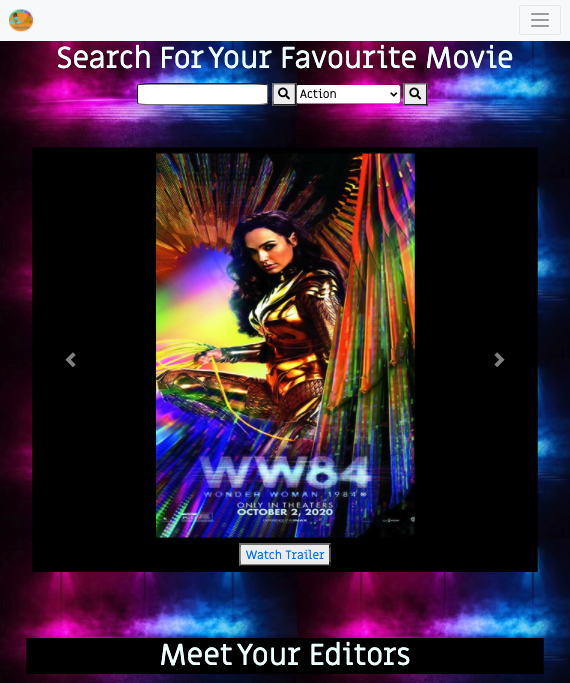 Search For Your Favourite Movie
Action
WW84
WONDER WOMAN 1984
ONLY IN THEATERS
OCTOBER 2, 2020
Watch Trailer
Meet Your Editors